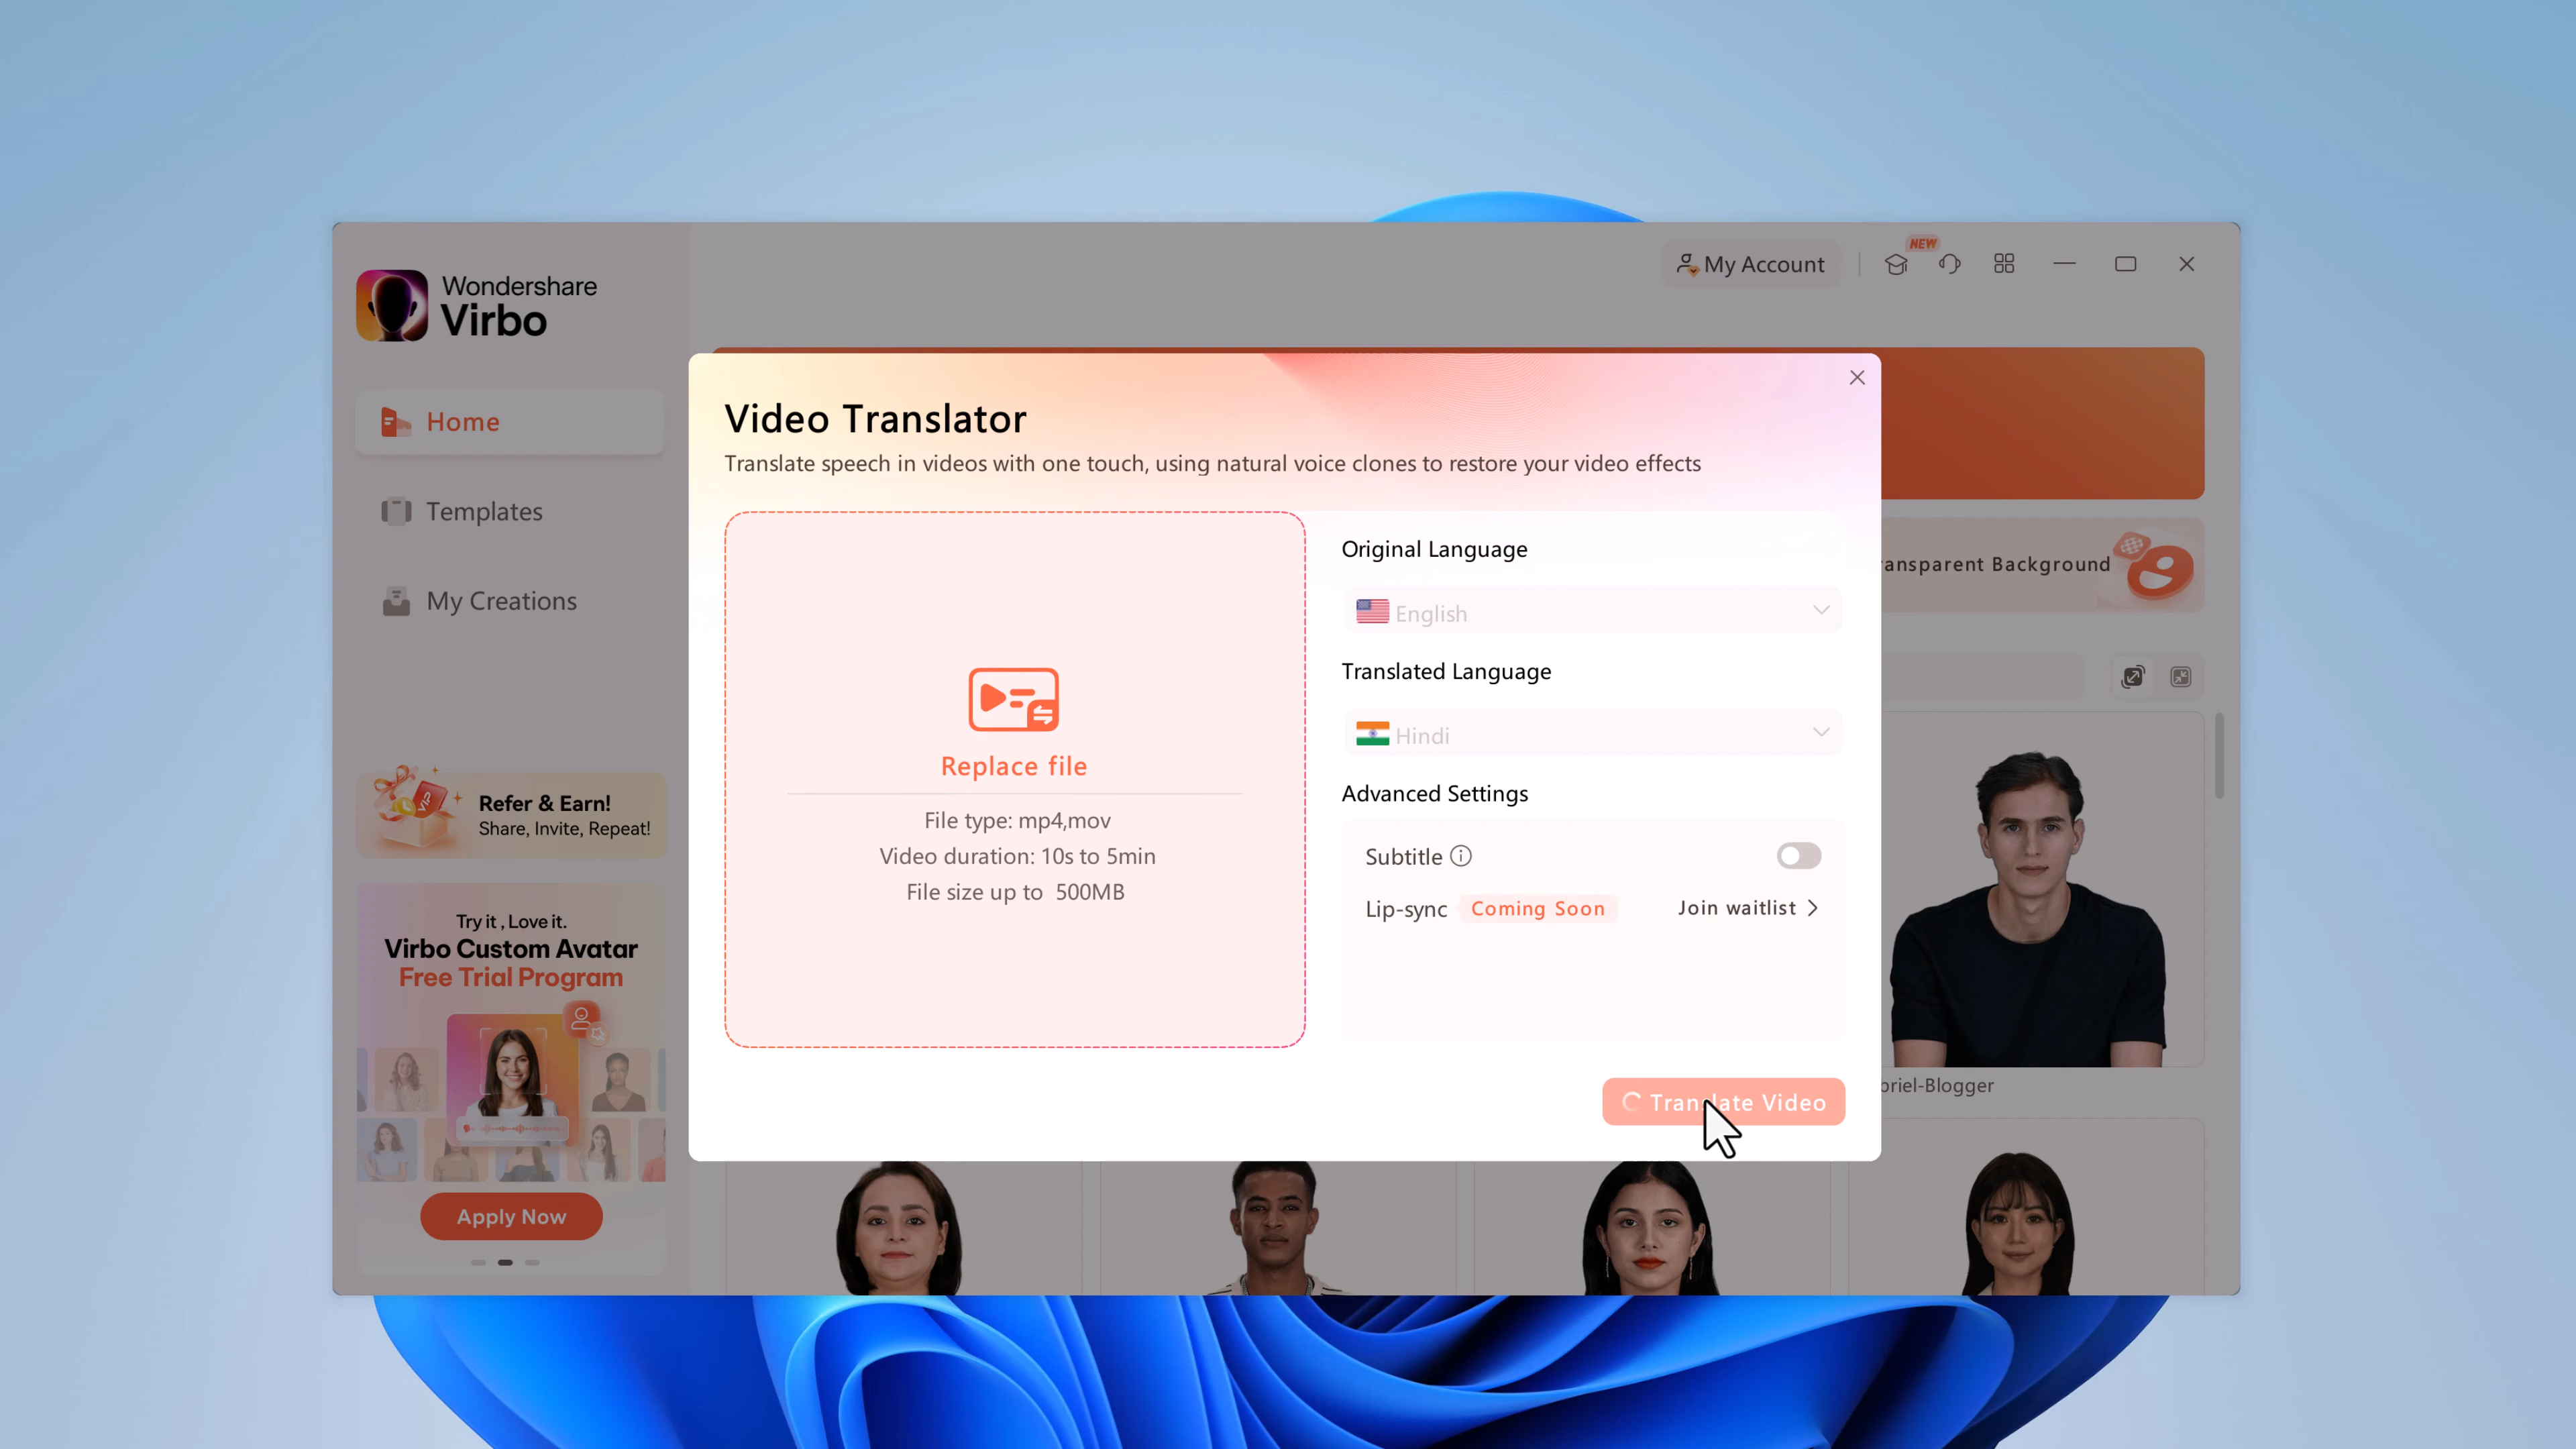 Wondershare
Virbo
My Account
NEW
Home
Templates
My Creations
Refer & Earn!
Share, Invite, Repeat!
VIP
Try it , Love it.
Virbo Custom Avatar
Free Trial Program
Apply Now
Video Translator
Translate speech in videos with one touch, using natural voice clones to restore your video effects
Replace file
File type: mp4,mov
Video duration: 10s to 5min
File size up to 500MB
Original Language
English
Translated Language
Hindi
Advanced Settings
Subtitle
Lip-sync Coming Soon Join waitlist >
Translate Video
ansparent Background
briel-Blogger